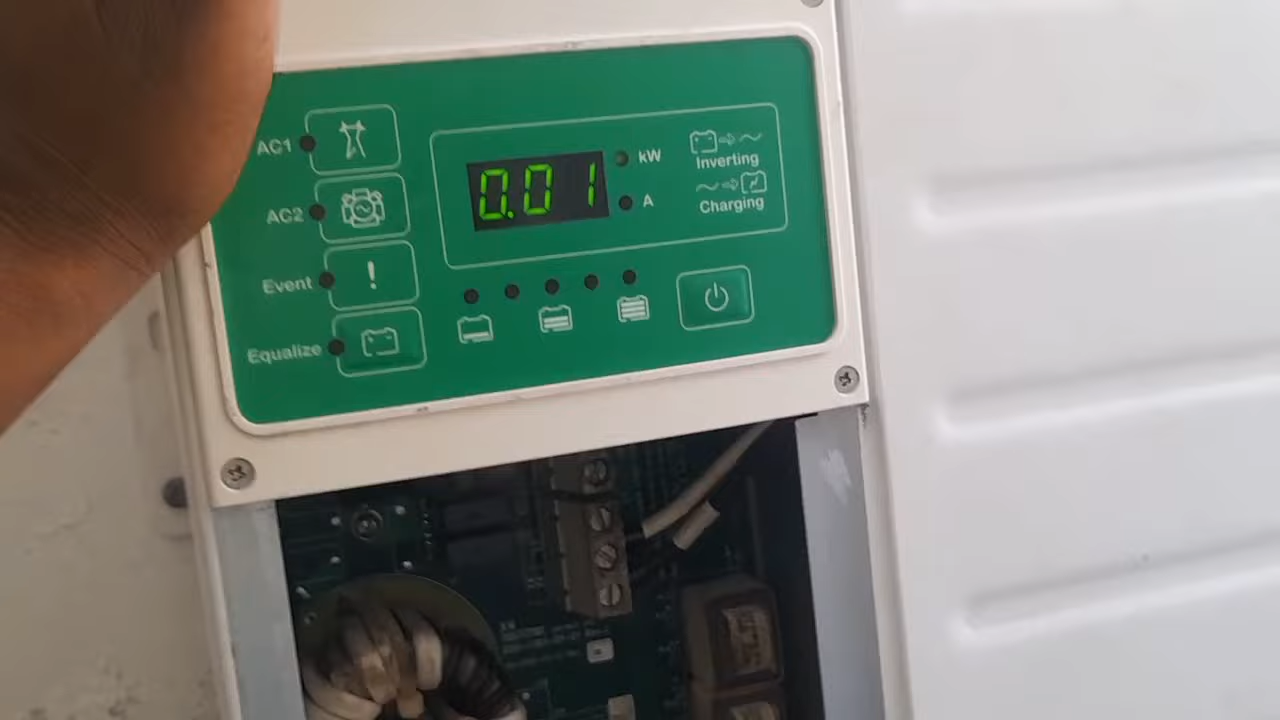 AC1
AC2
Event
!
Equalize
0.01
kW
A
Inverting
Charging